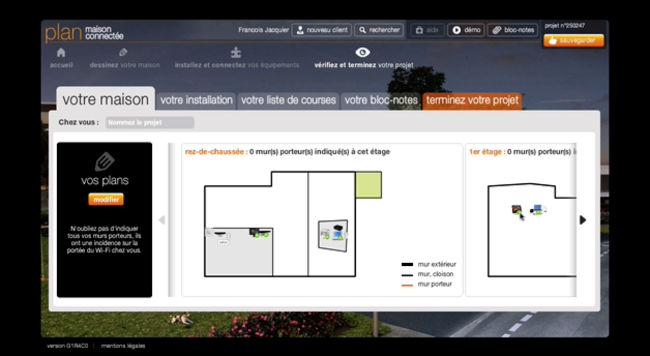 plan maison connectée
Francois Jacquier
nouveau client
rechercher
aide
démo
bloc-notes
projet n°290247
sauvegarder
accueil
dessinez votre maison
installez et connectez vos équipements
vérifiez et terminez votre projet
votre maison
votre installation
votre liste de courses
votre bloc-notes
terminez votre projet
Chez vous :
Nommez le projet
vos plans
modifier
N'oubliez pas d'indiquer
tous vos murs porteurs, ils
ont une incidence sur la
portée du Wi-Fi chez vous
rez-de-chaussée : 0 mur(s) porteur(s) indiqué(s) à cet étage
mur extérieur
mur, cloison
mur porteur
1er étage : 0 mur(s) porteur(s)
version G1R4C0 | mentions légales